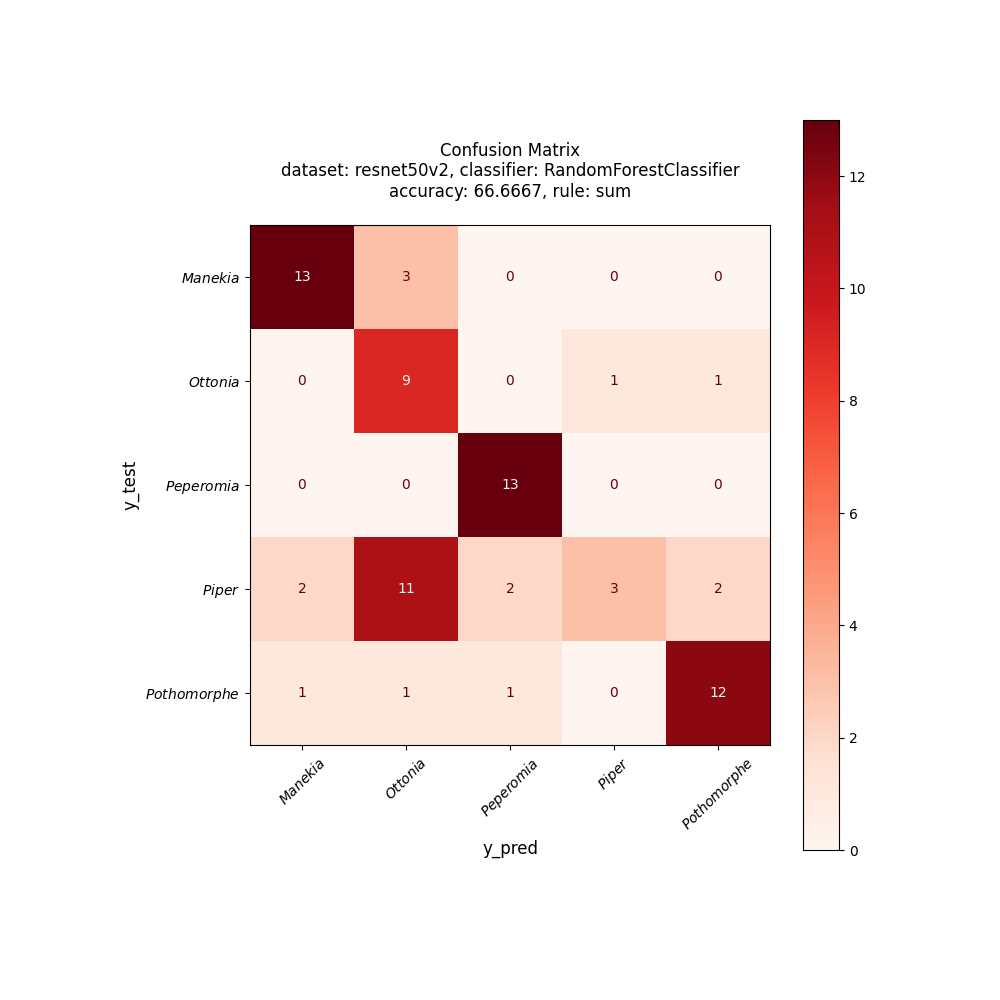 Confusion Matrix
dataset: resnet50v2, classifier: RandomForestClassifier
accuracy: 66.6667, rule: sum
y_test
Manekia 13 3 0 0 0
Ottonia 0 9 0 1 1
Peperomia 0 0 13 0 0
Piper 2 11 2 3 2
Pothomorphe 1 1 1 0 12
Manekia Ottonia Peperomia Piper Pothomorphe
y_pred
12
10
8
6
4
2
0